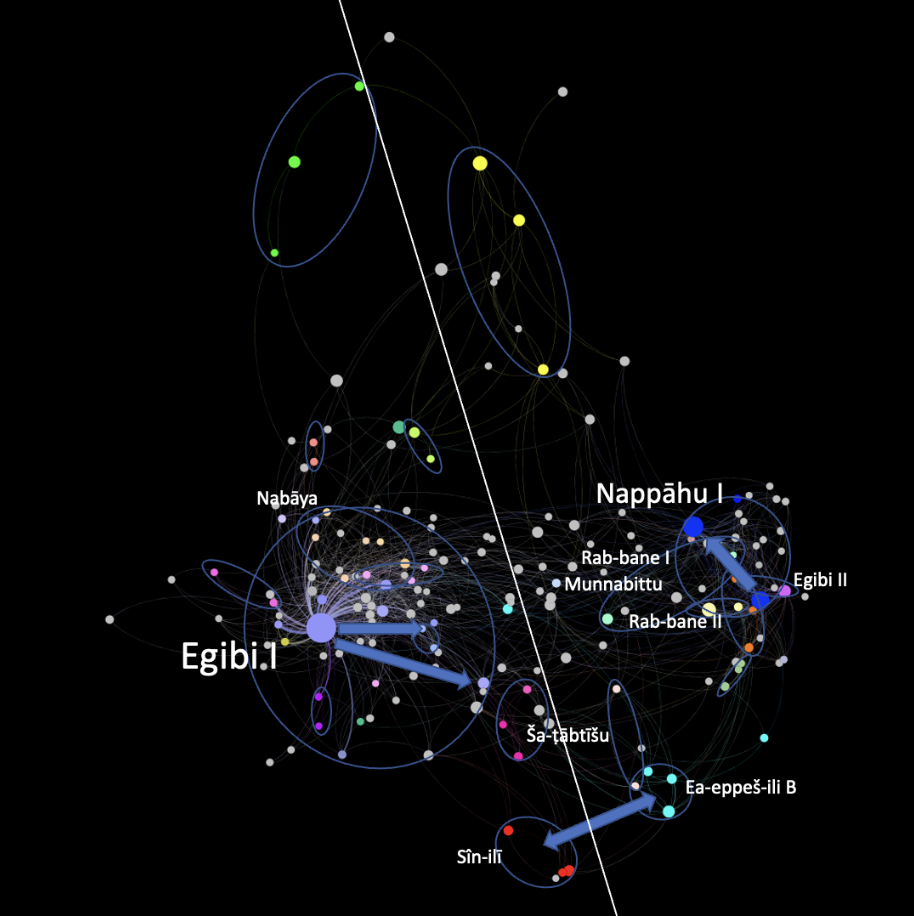 Nappāhu I
Nabāya
Rab-bane I
Munnabittu
Egibi II
Rab-bane II
Egibi I
Ša-ṭābtīšu
Ea-eppeš-ili B
Sîn-ilī